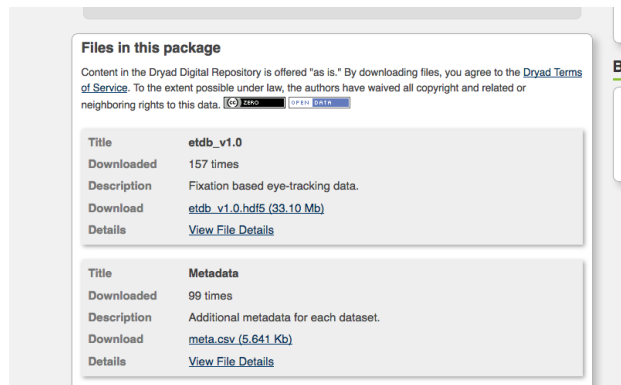 Files in this package
Content in the Dryad Digital Repository is offered "as is." By downloading files, you agree to the Dryad Terms
of Service. To the extent possible under law, the authors have waived all copyright and related or
neighboring rights to this data. (cc) ZERO OPEN DATA
Title etdb_v1.0
Downloaded 157 times
Description Fixation based eye-tracking data.
Download etdb_v1.0.hdf5 (33.10 Mb)
Details View File Details
Title Metadata
Downloaded 99 times
Description Additional metadata for each dataset.
Download meta.csv (5.641 Kb)
Details View File Details